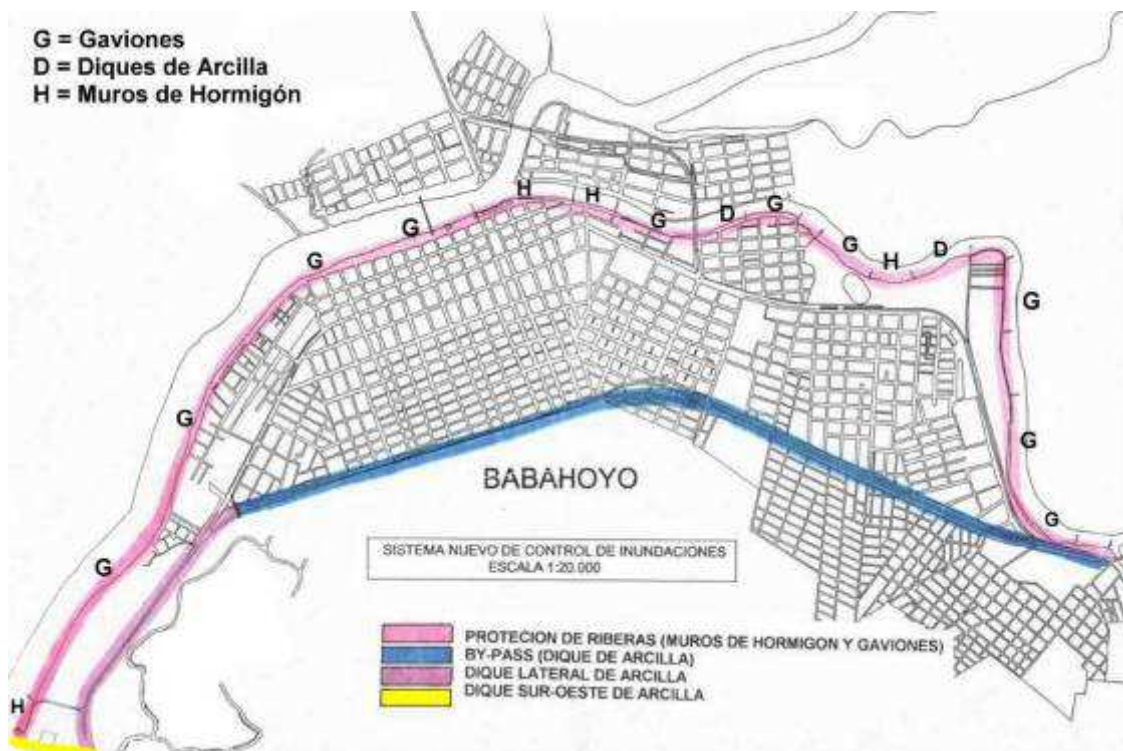 G = Gaviones
D = Diques de Arcilla
H = Muros de Hormigón
H
H
G
D
G
G
G
G
H
D
G
G
G
G
G
H
BABAHOYO
SISTEMA NUEVO DE CONTROL DE INUNDACIONES
ESCALA 1:20.000
PROTECION DE RIBERAS (MUROS DE HORMIGON Y GAVIONES)
BY-PASS (DIQUE DE ARCILLA)
DIQUE LATERAL DE ARCILLA
DIQUE SUR-OESTE DE ARCILLA